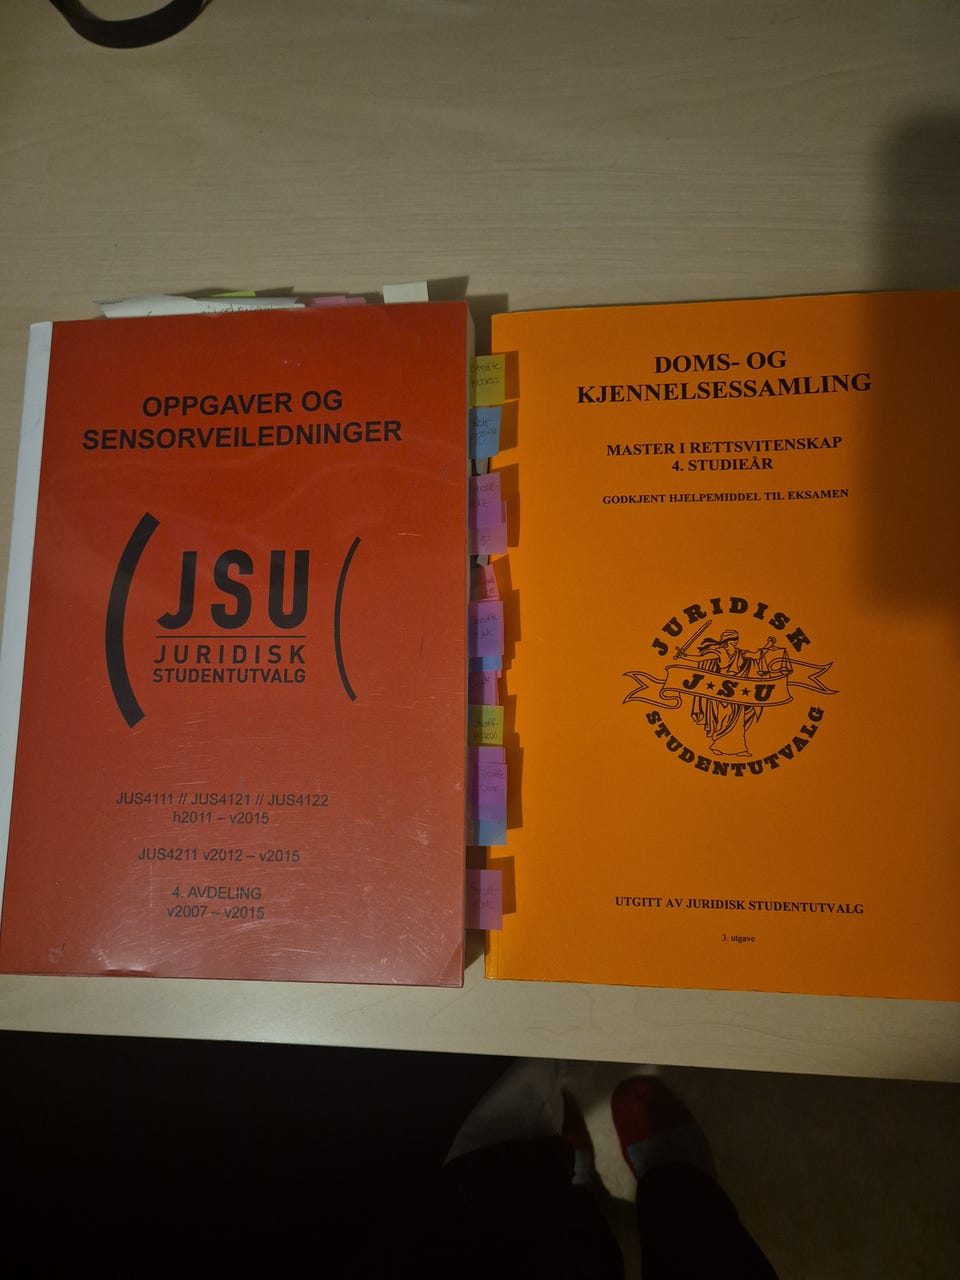 OPPGAVER OG
SENSORVEILEDNINGER
JSU
JURIDISK
STUDENTUTVALG
JUS4111 // JUS4121 // JUS4122
h2011 – v2015
JUS4211 v2012 – v2015
4. AVDELING
v2007 – v2015
DOMS- OG
KJENNELSESSAMLING
MASTER I RETTSVITENSKAP
4. STUDIEÅR
GODKJENT HJELPEMIDDEL TIL EKSAMEN
JURIDISK
J★S★U
STUDENTUTVALG
UTGITT AV JURIDISK STUDENTUTVALG
3. utgave